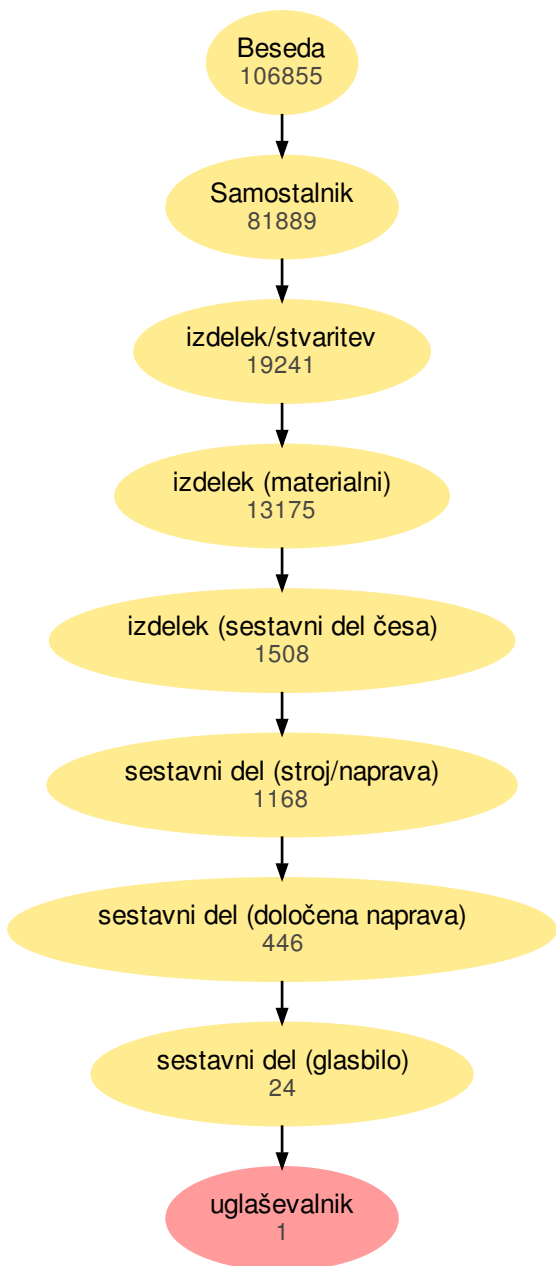 Beseda
106855
Samostalnik
81889
izdelek/stvaritev
19241
izdelek (materialni)
13175
izdelek (sestavni del česa)
1508
sestavni del (stroj/naprava)
1168
sestavni del (določena naprava)
446
sestavni del (glasbilo)
24
uglaševalnik
1